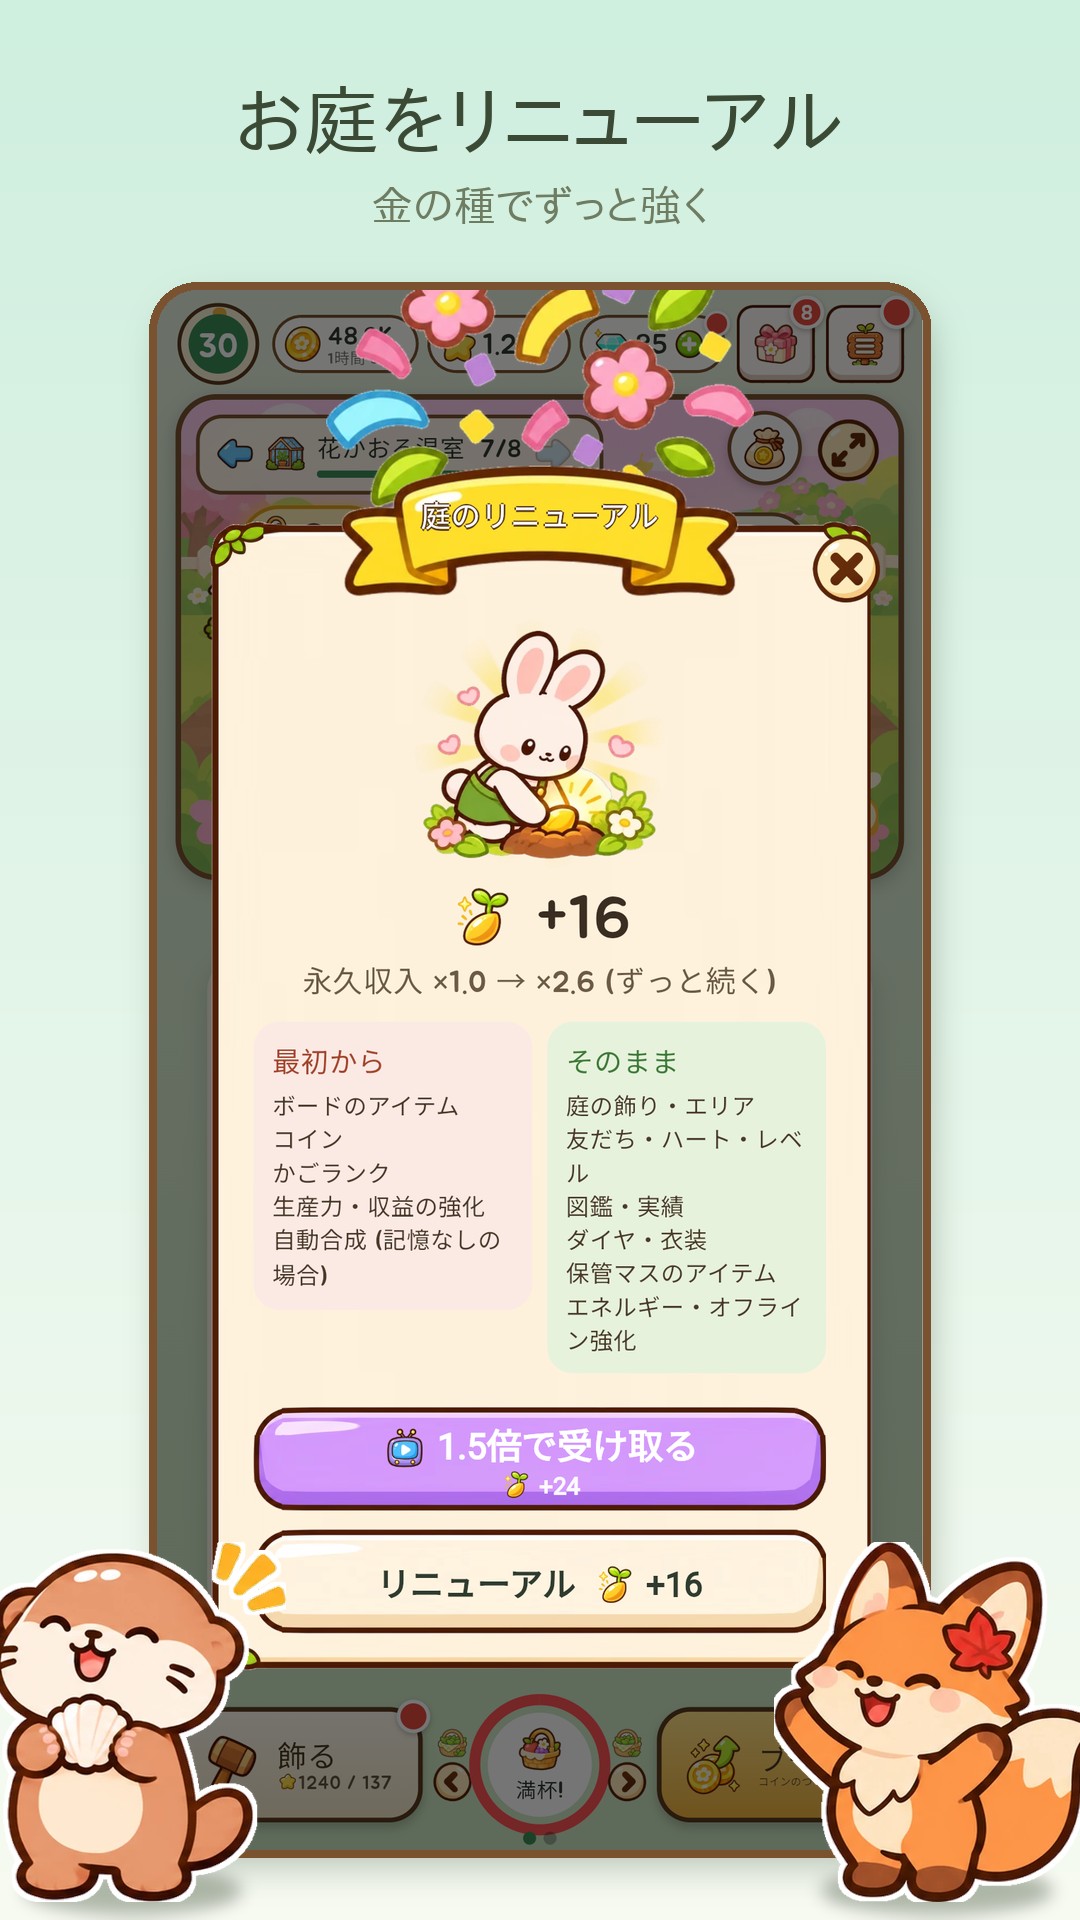 お庭をリニューアル
金の種でずっと強く
30
1時間
8
花かおる温室 7/8
庭のリニューアル
+16
永久収入 ×1.0 → ×2.6 (ずっと続く)
最初から
ボードのアイテム
コイン
かごランク
生産力・収益の強化
自動合成 (記憶なしの
場合)
そのまま
庭の飾り・エリア
友だち・ハート・レベ
ル
図鑑・実績
ダイヤ・衣装
保管マスのアイテム
エネルギー・オフライ
ン強化
1.5倍で受け取る
+24
リニューアル +16
飾る
1240 / 137
満杯!